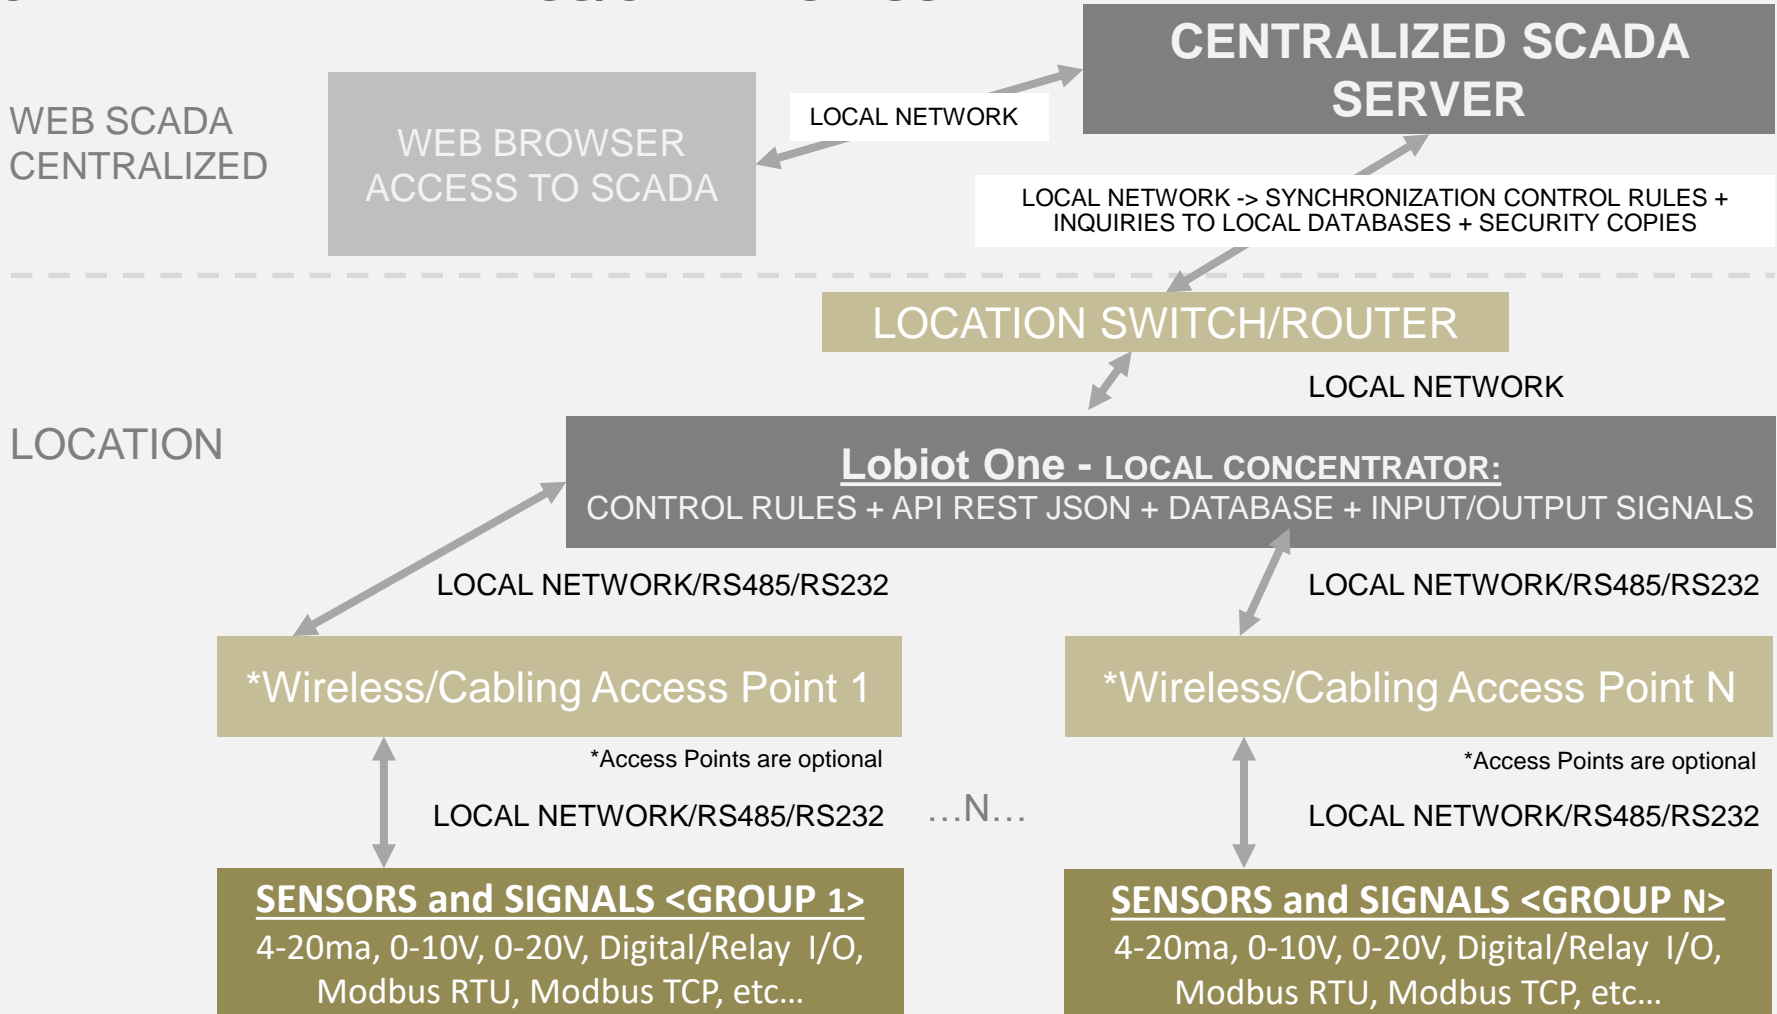 CENTRALIZED SCADA
SERVER
WEB SCADA
CENTRALIZED
WEB BROWSER
ACCESS TO SCADA
LOCAL NETWORK
LOCAL NETWORK -> SYNCHRONIZATION CONTROL RULES +
INQUIRIES TO LOCAL DATABASES + SECURITY COPIES
LOCATION SWITCH/ROUTER
LOCAL NETWORK
LOCATION
Lobiot One - LOCAL CONCENTRATOR:
CONTROL RULES + API REST JSON + DATABASE + INPUT/OUTPUT SIGNALS
LOCAL NETWORK/RS485/RS232
LOCAL NETWORK/RS485/RS232
*Wireless/Cabling Access Point 1
*Wireless/Cabling Access Point N
*Access Points are optional
*Access Points are optional
LOCAL NETWORK/RS485/RS232
…N…
LOCAL NETWORK/RS485/RS232
SENSORS and SIGNALS <GROUP 1>
4-20ma, 0-10V, 0-20V, Digital/Relay I/O,
Modbus RTU, Modbus TCP, etc…
SENSORS and SIGNALS <GROUP N>
4-20ma, 0-10V, 0-20V, Digital/Relay I/O,
Modbus RTU, Modbus TCP, etc…